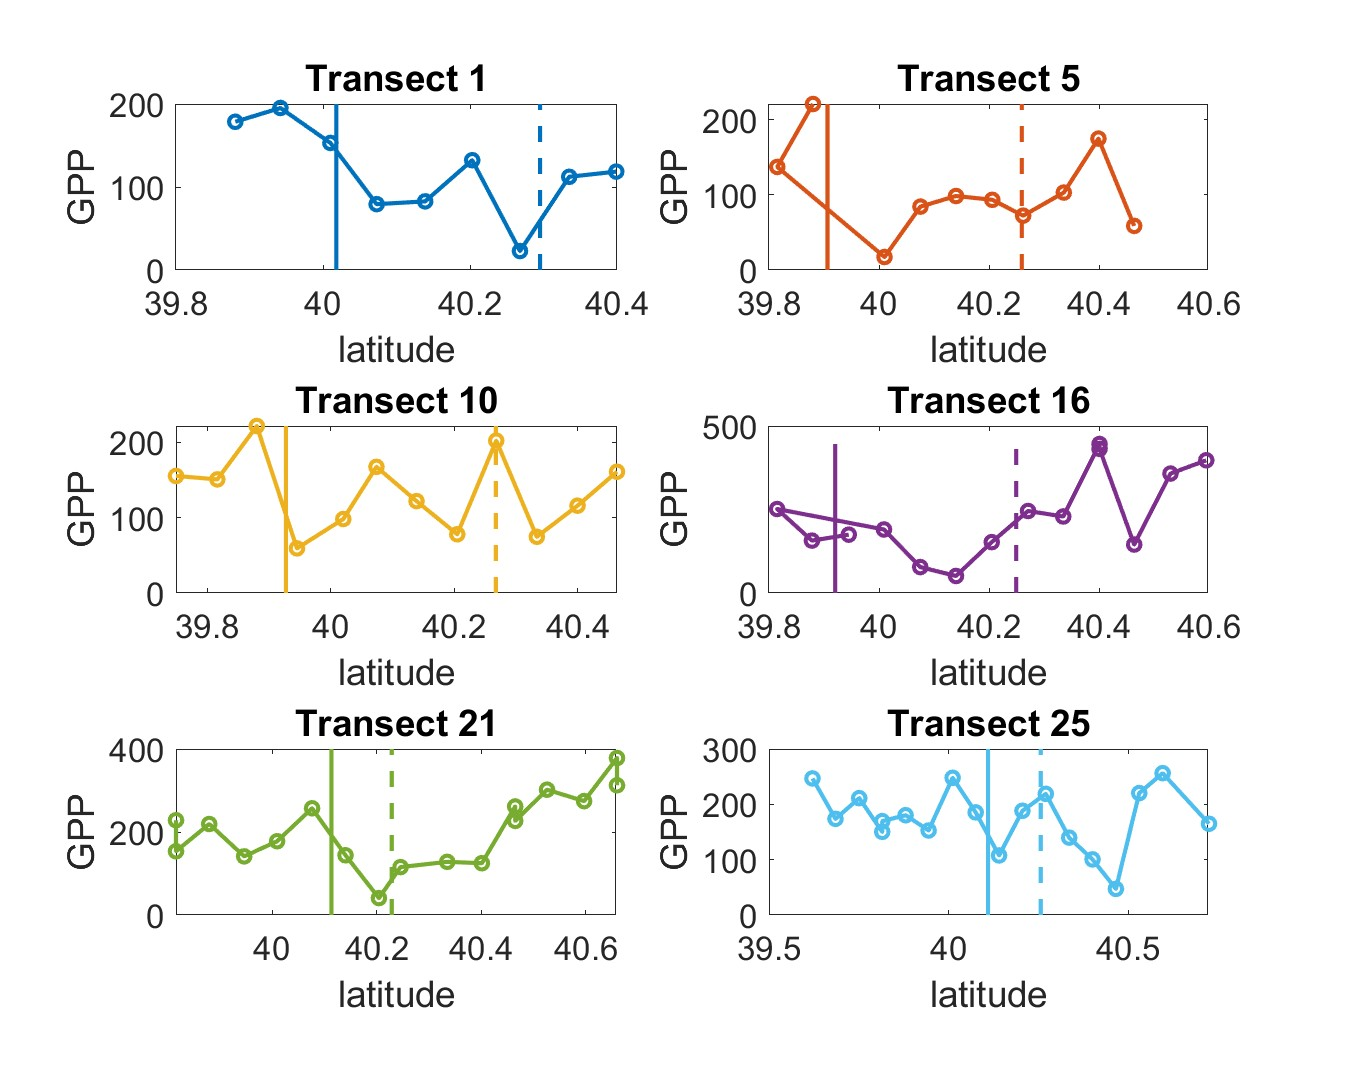 Transect 1
200
100
0
GPP
39.8 40 40.2 40.4
latitude
Transect 5
200
100
0
GPP
39.8 40 40.2 40.4 40.6
latitude
Transect 10
200
100
0
GPP
39.8 40 40.2 40.4
latitude
Transect 16
500
0
GPP
39.8 40 40.2 40.4 40.6
latitude
Transect 21
400
200
0
GPP
40 40.2 40.4 40.6
latitude
Transect 25
300
200
100
0
GPP
39.5 40 40.5
latitude